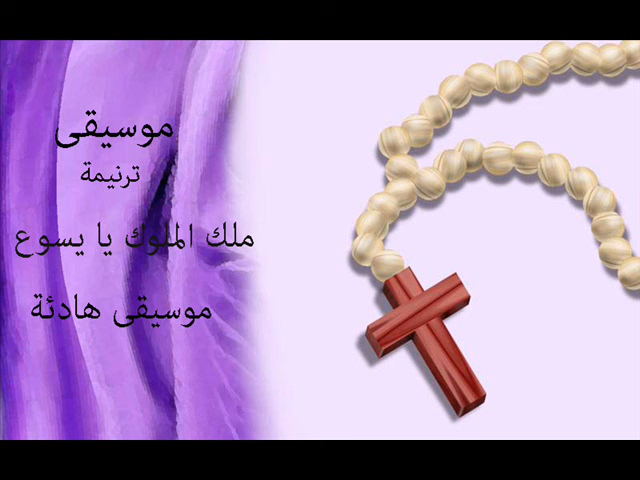 موسيقى
ترنيمة
ملك الملوك يا يسوع
موسيقى هادئة